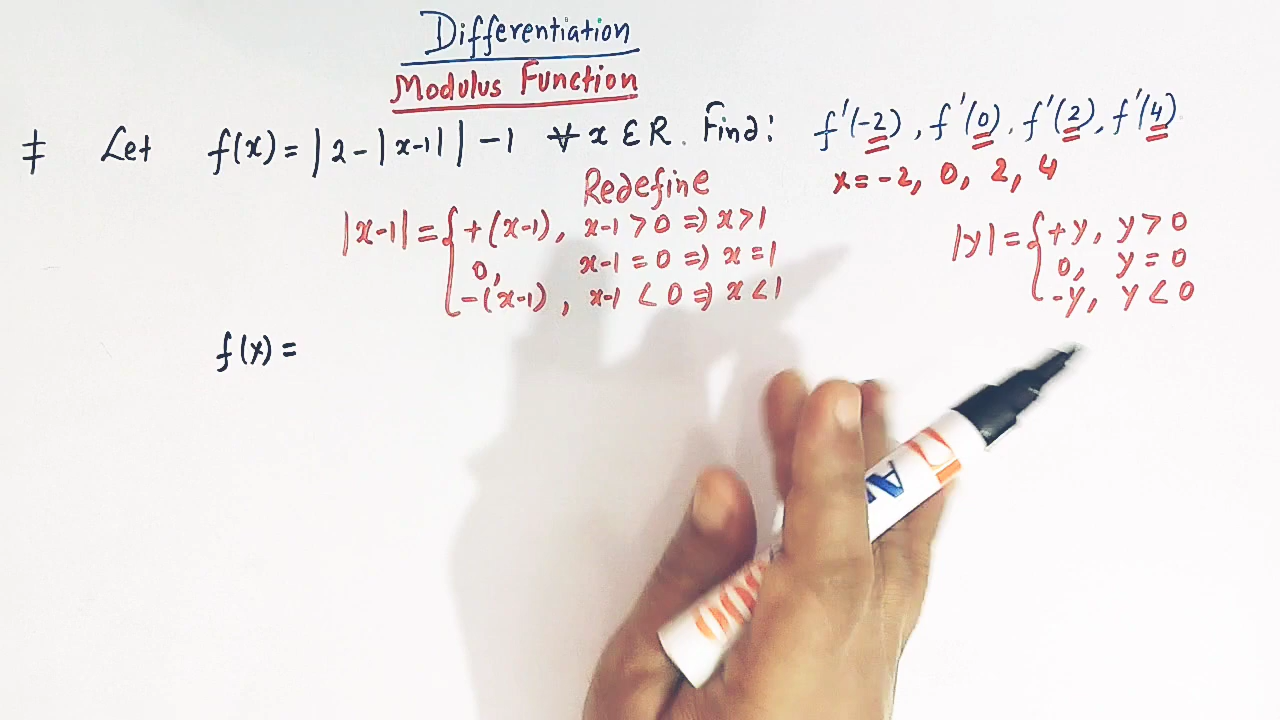 Differentiation
Modulus Function
# Let f(x) = |2-|x-1||-1 ∀ x ∈ R. Find: f'(-2), f'(0), f'(2), f'(4).
x = -2, 0, 2, 4
Redefine
|x-1| = { +(x-1), x-1 > 0 ⇒ x > 1
0, x-1 = 0 ⇒ x = 1
-(x-1), x-1 < 0 ⇒ x < 1
|y| = { +y, y > 0
0, y = 0
-y, y < 0
f(x) =